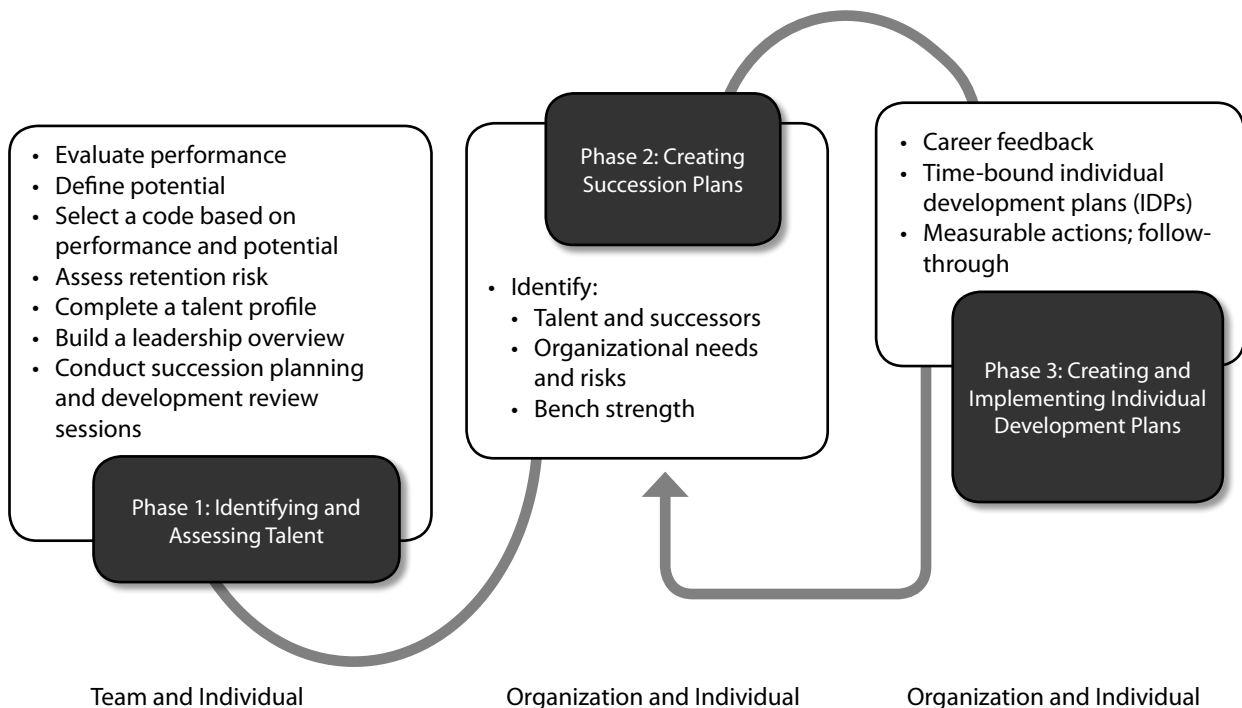 • Evaluate performance
• Define potential
• Select a code based on
performance and potential
• Assess retention risk
• Complete a talent profile
• Build a leadership overview
• Conduct succession planning
and development review
sessions
Phase 1: Identifying and
Assessing Talent
Team and Individual
Phase 2: Creating
Succession Plans
• Identify:
• Talent and successors
• Organizational needs
and risks
• Bench strength
Organization and Individual
• Career feedback
• Time-bound individual
development plans (IDPs)
• Measurable actions; follow-
through
Phase 3: Creating and
Implementing Individual
Development Plans
Organization and Individual